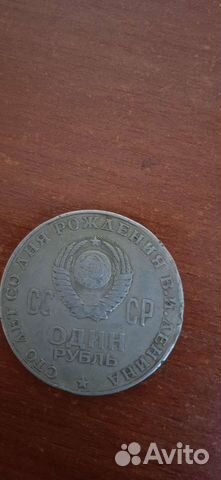 СТО ЛЕТ СО ДНЯ РОЖДЕНИЯ В.И.ЛЕНИНА
СС СР
ОДИН
РУБЛЬ
Avito